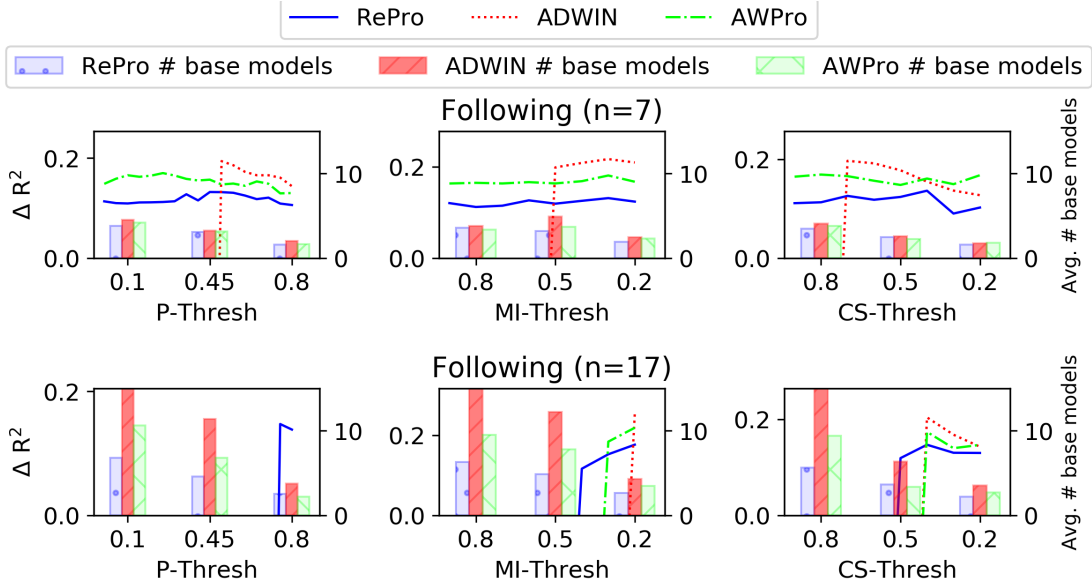 RePro ADWIN AWPro
RePro # base models ADWIN # base models AWPro # base models
Following (n=7)
Δ R²
0.2
0.0
10
0
0.1 0.45 0.8
P-Thresh
0.2
0.0
10
0
0.8 0.5 0.2
MI-Thresh
0.2
0.0
10
0
0.8 0.5 0.2
CS-Thresh
Avg. # base models
Following (n=17)
Δ R²
0.2
0.0
10
0
0.1 0.45 0.8
P-Thresh
0.2
0.0
10
0
0.8 0.5 0.2
MI-Thresh
0.2
0.0
10
0
0.8 0.5 0.2
CS-Thresh
Avg. # base models